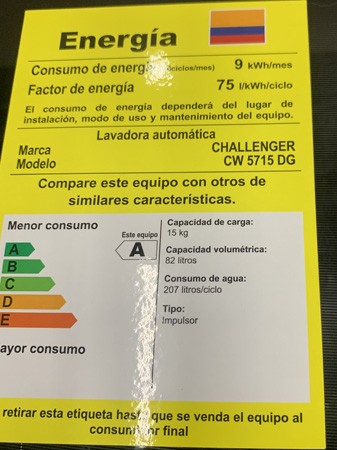 Energía
Consumo de energía ciclos/mes) 9 kWh/mes
Factor de energía 75 l/kWh/ciclo
El consumo de energía dependerá del lugar de
instalación, modo de uso y mantenimiento del equipo.
Lavadora automática
Marca CHALLENGER
Modelo CW 5715 DG
Compare este equipo con otros de
similares características.
Menor consumo
Este equipo
A
A
B
C
D
E
ayor consumo
Capacidad de carga:
15 kg
Capacidad volumétrica:
82 litros
Consumo de agua:
207 litros/ciclo
Tipo:
Impulsor
retirar esta etiqueta hasta que se venda el equipo al
consumidor final